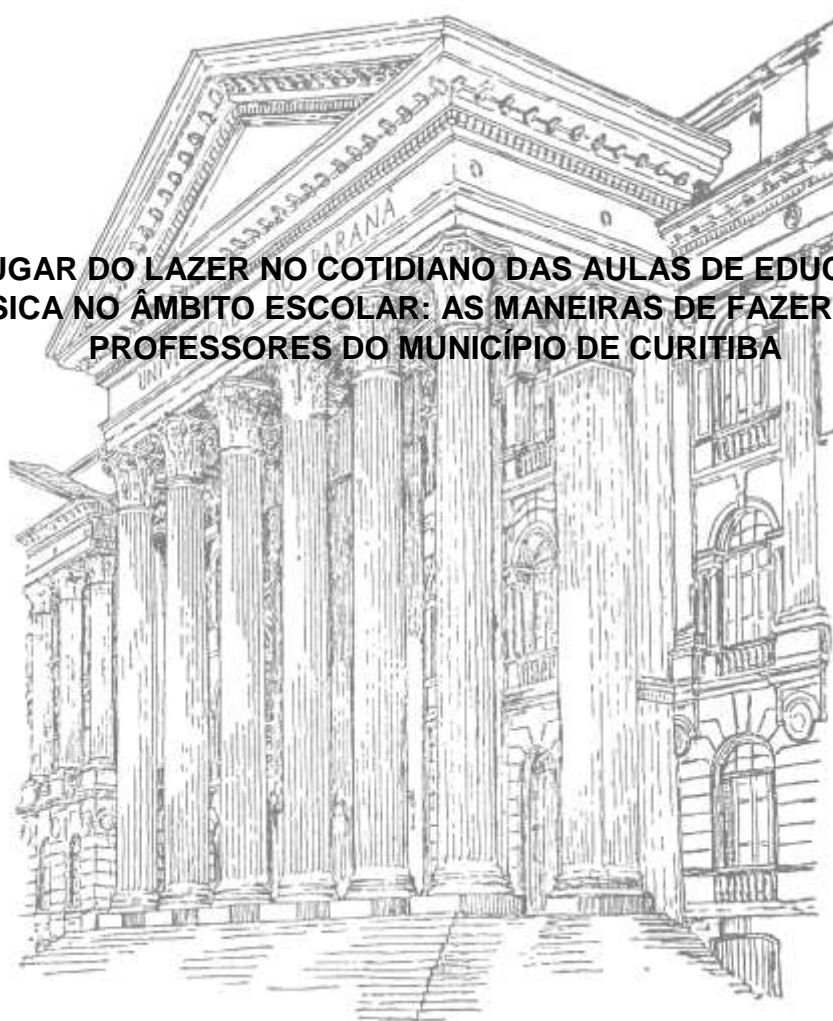 PARANÁ
UGAR DO LAZER NO COTIDIANO DAS AULAS DE EDUC
SICA NO ÂMBITO ESCOLAR: AS MANEIRAS DE FAZER
PROFESSORES DO MUNICÍPIO DE CURITIBA